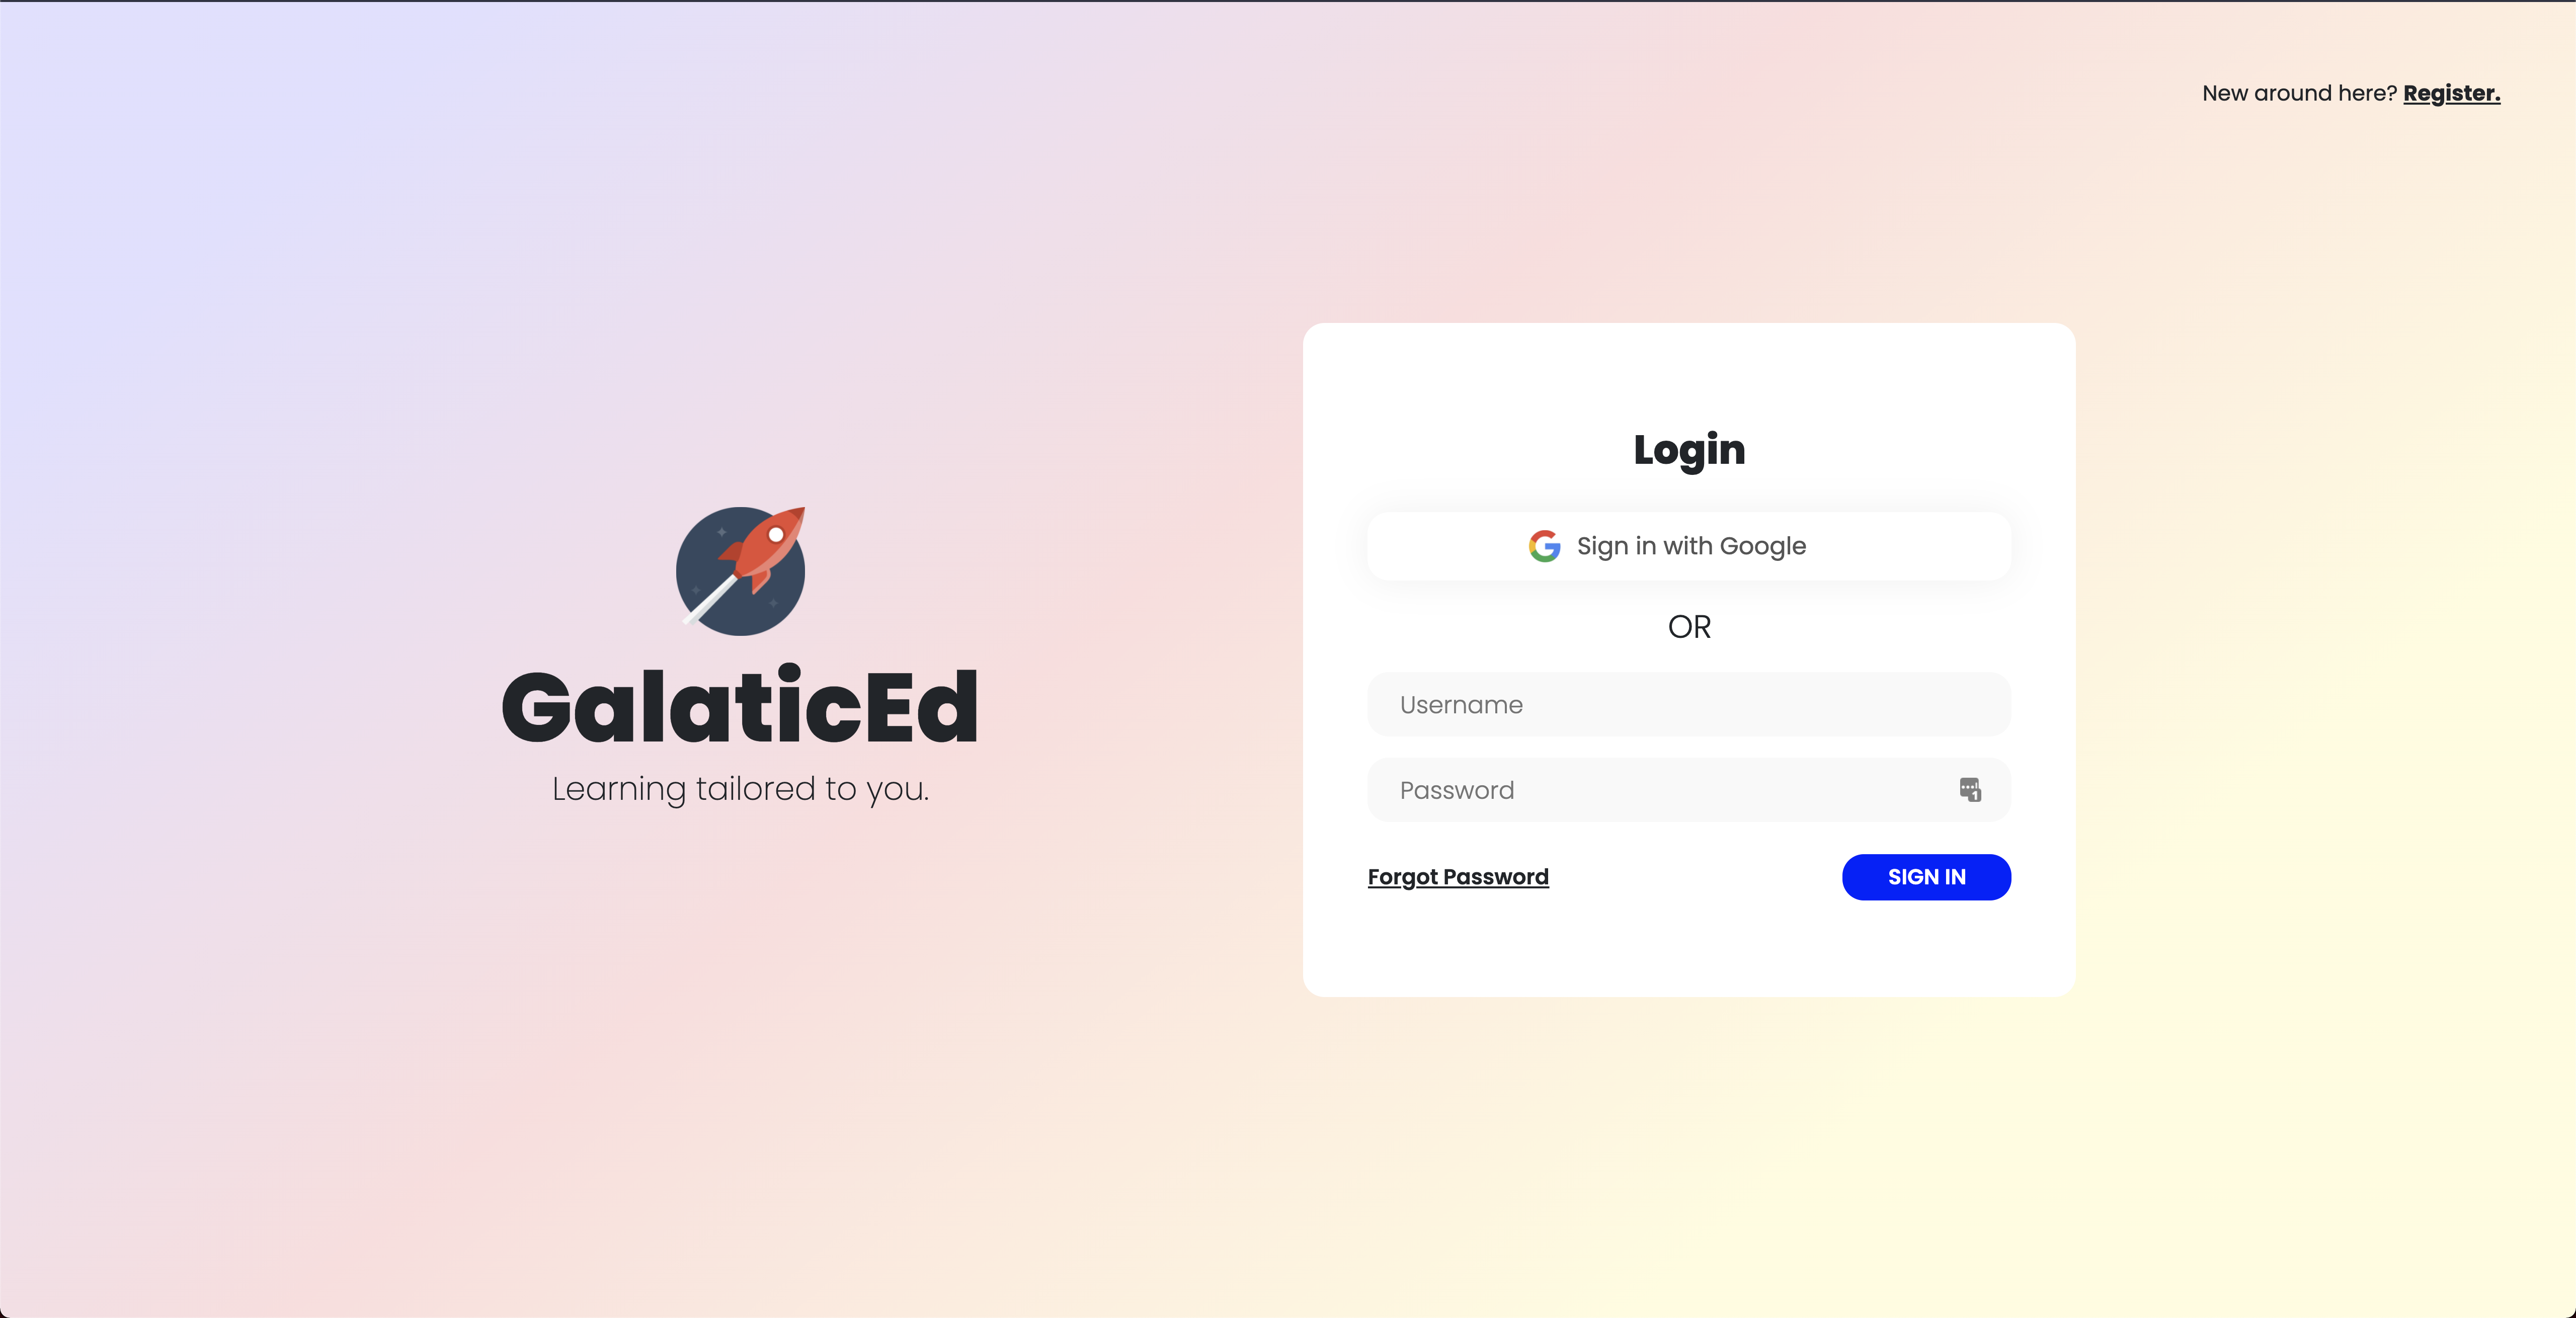 New around here? Register.
Login
Sign in with Google
OR
Username
Password
Forgot Password
SIGN IN
GalaticEd
Learning tailored to you.